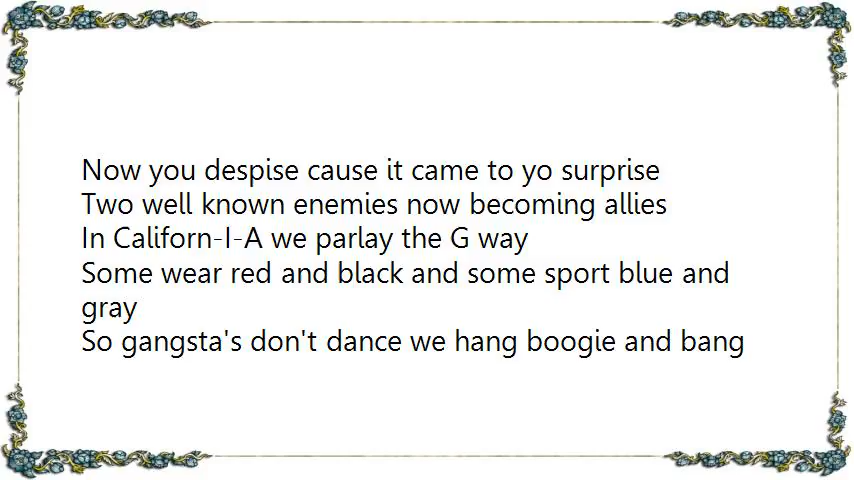 Now you despise cause it came to yo surprise
Two well known enemies now becoming allies
In Californ-I-A we parlay the G way
Some wear red and black and some sport blue and
gray
So gangsta's don't dance we hang boogie and bang